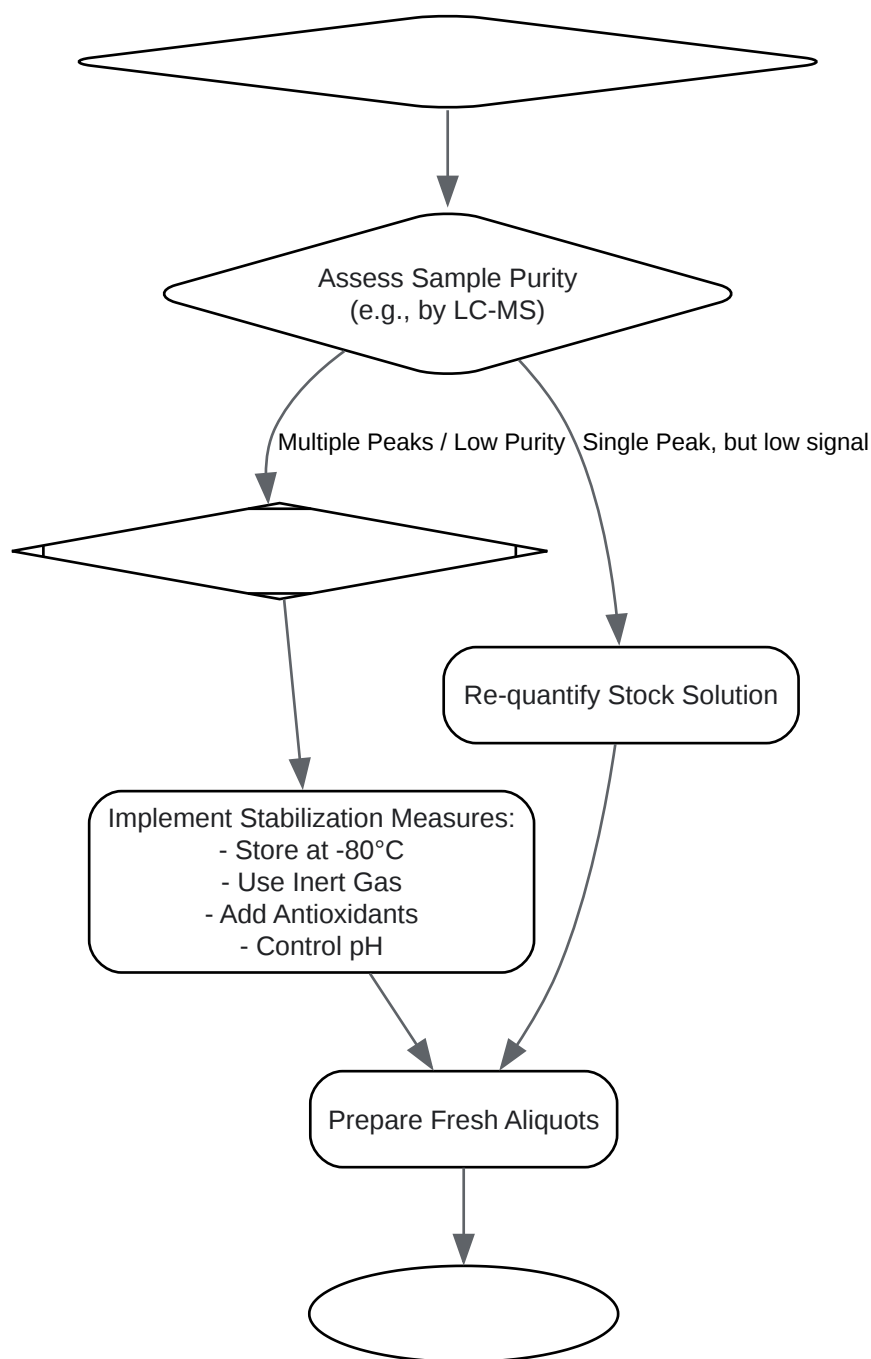 Assess Sample Purity
(e.g., by LC-MS)
Multiple Peaks / Low Purity
Single Peak, but low signal
Re-quantify Stock Solution
Implement Stabilization Measures:
- Store at -80°C
- Use Inert Gas
- Add Antioxidants
- Control pH
Prepare Fresh Aliquots